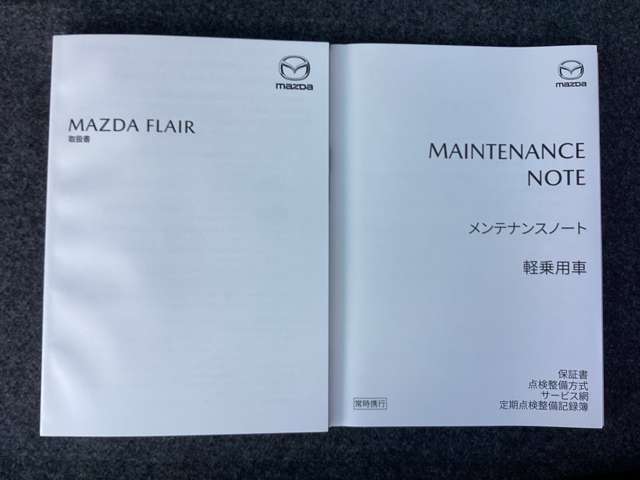 mazda
MAZDA FLAIR
取扱書
mazda
MAINTENANCE
NOTE
メンテナンスノート
軽乗用車
保証書
点検整備方式
サービス網
定期点検整備記録簿
常時携行